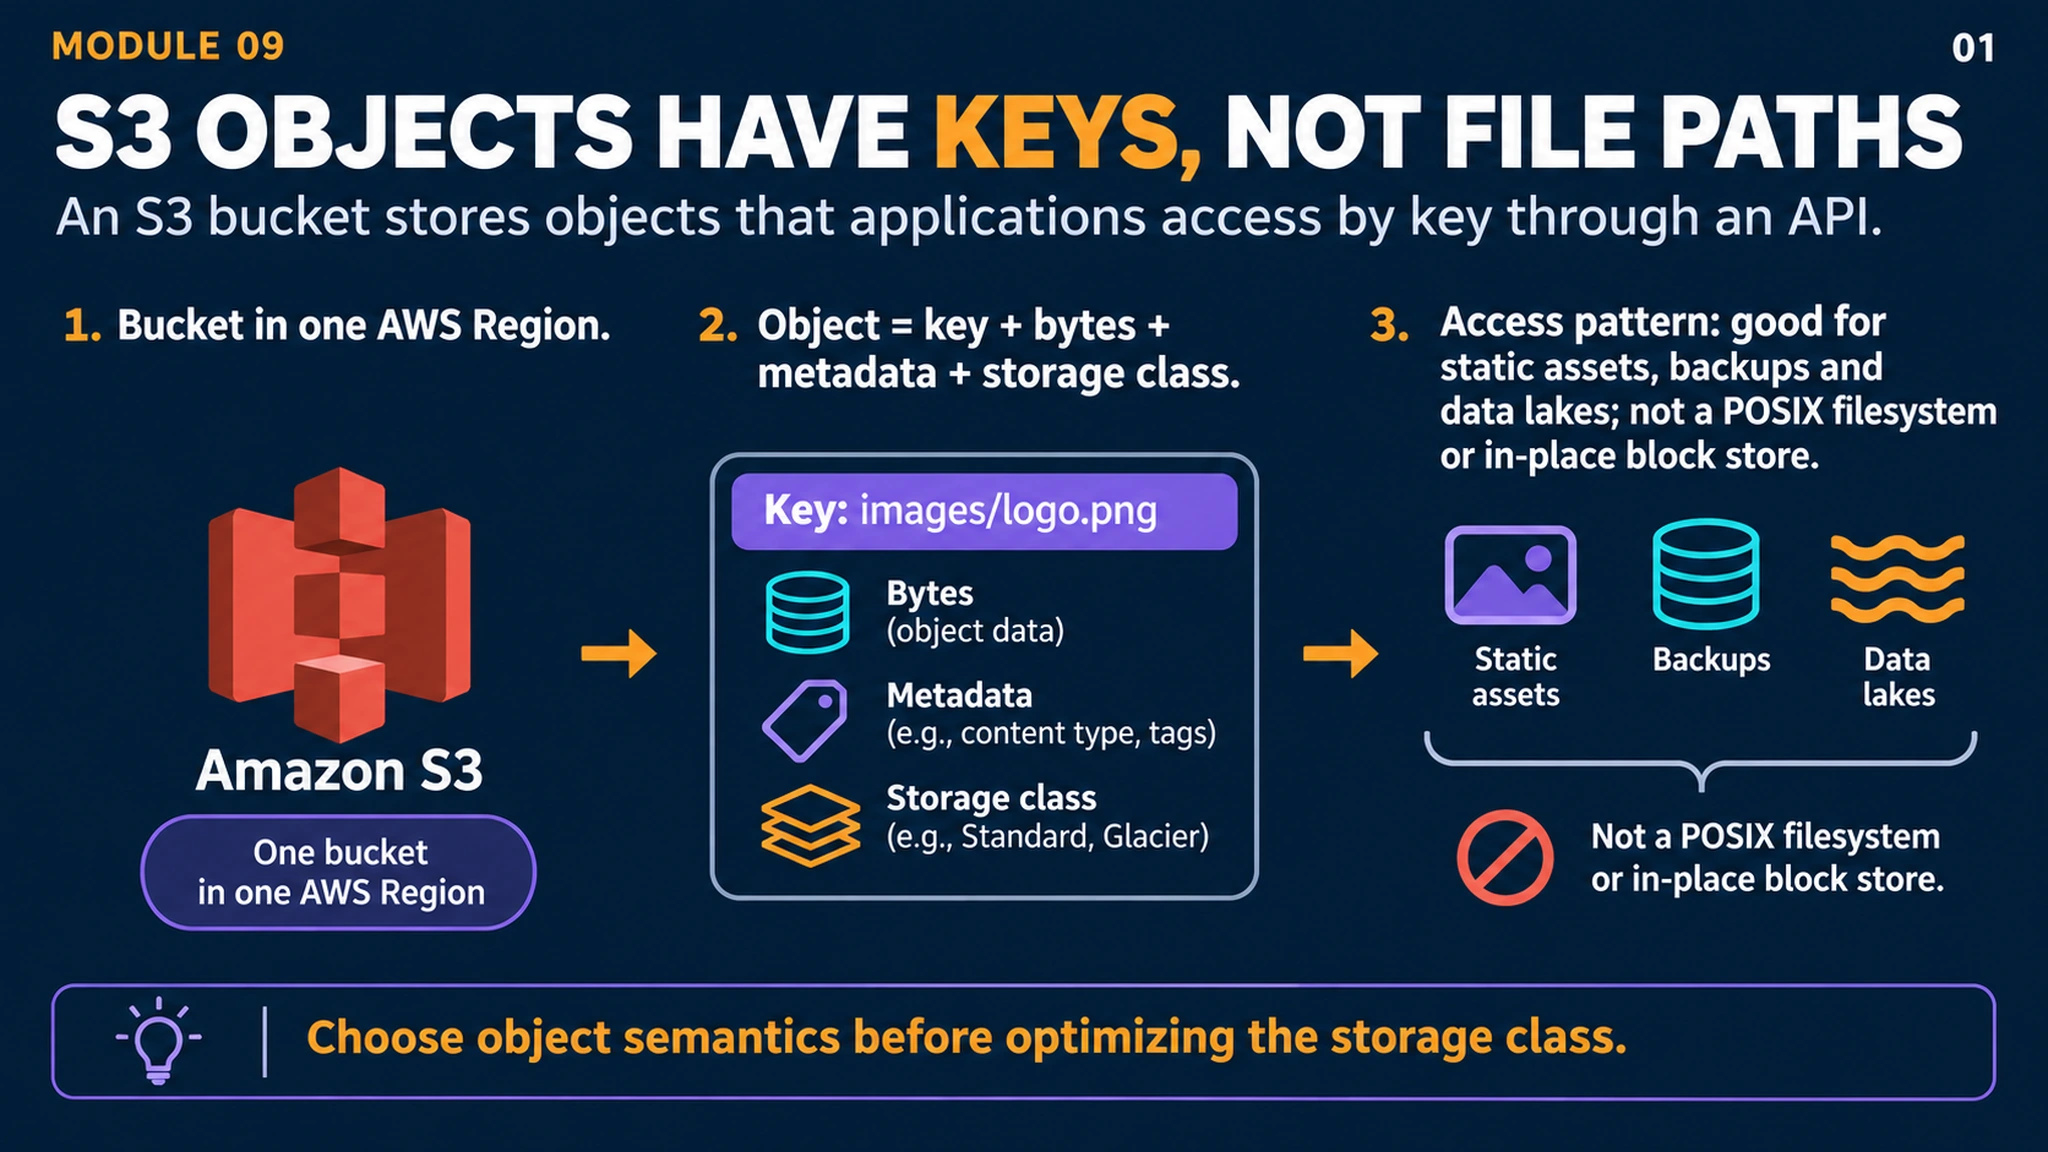 MODULE 09
01
S3 OBJECTS HAVE KEYS, NOT FILE PATHS
An S3 bucket stores objects that applications access by key through an API.
1. Bucket in one AWS Region.
Amazon S3
One bucket
in one AWS Region
2. Object = key + bytes +
metadata + storage class.
Key: images/logo.png
Bytes
(object data)
Metadata
(e.g., content type, tags)
Storage class
(e.g., Standard, Glacier)
3. Access pattern: good for
static assets, backups and
data lakes; not a POSIX filesystem
or in-place block store.
Static
assets
Backups
Data
lakes
Not a POSIX filesystem
or in-place block store.
Choose object semantics before optimizing the storage class.